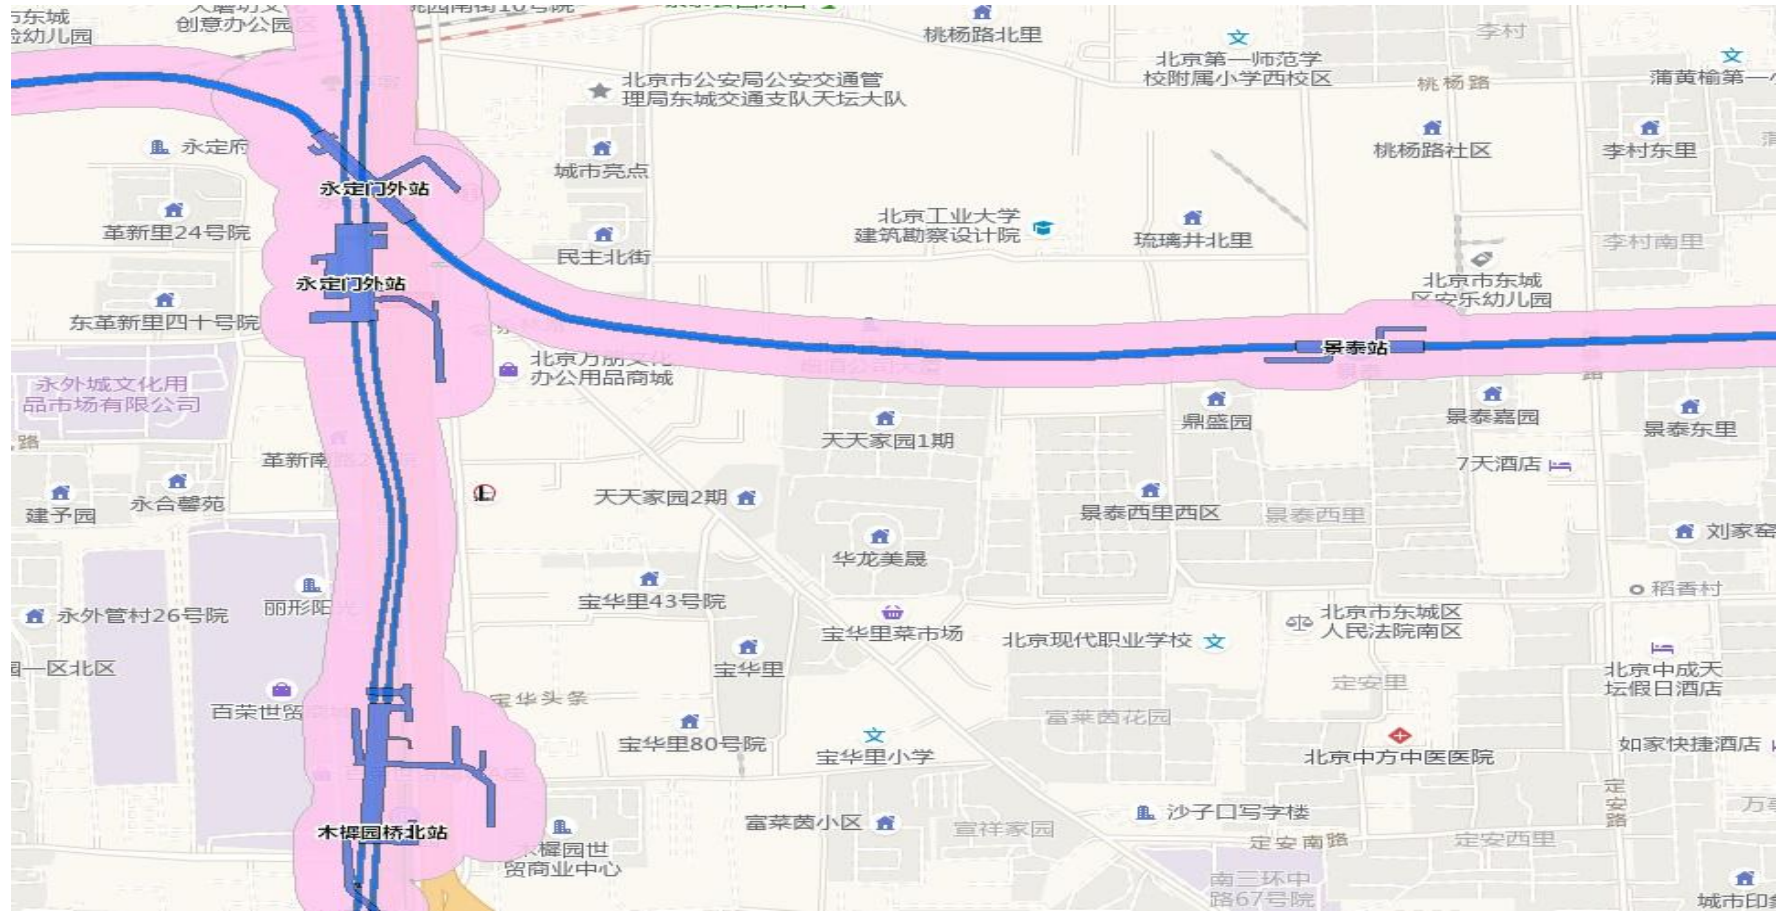 创意办公园
桃杨路北里
李村
北京第一师范学
校附属小学西校区
桃杨路
蒲黄榆第一
北京市公安局公安交通管
理局东城交通支队天坛大队
永定府
城市亮点
桃杨路社区
李村东里
永定门外站
革新里24号院
北京工业大学
建筑勘察设计院
琉璃井北里
李村南里
民主北街
永定门外站
北京市东城
区安乐幼儿园
东革新里四十号院
景泰站
北京万朋文化
办公用品商城
永外城文化用
品市场有限公司
路
天天家园1期
鼎盛园
景泰嘉园
景泰东里
7天酒店
建予园
永合馨苑
天天家园2期
景泰西里西区
景泰西里
华龙美晟
刘家窑
丽形阳
永外管村26号院
宝华里43号院
稻香村
宝华里菜市场
北京现代职业学校
北京市东城区
人民法院南区
园一区北区
宝华里
北京中成天
坛假日酒店
定安里
百荣世贸
宝华头条
富莱茵花园
宝华里80号院
宝华里小学
北京中方中医医院
如家快捷酒店
定安路
木樨园桥北站
富莱茵小区
宣祥家园
沙子口写字楼
定安南路
定安西里
木樨园世
贸商业中心
南三环中
路67号院
城市印象